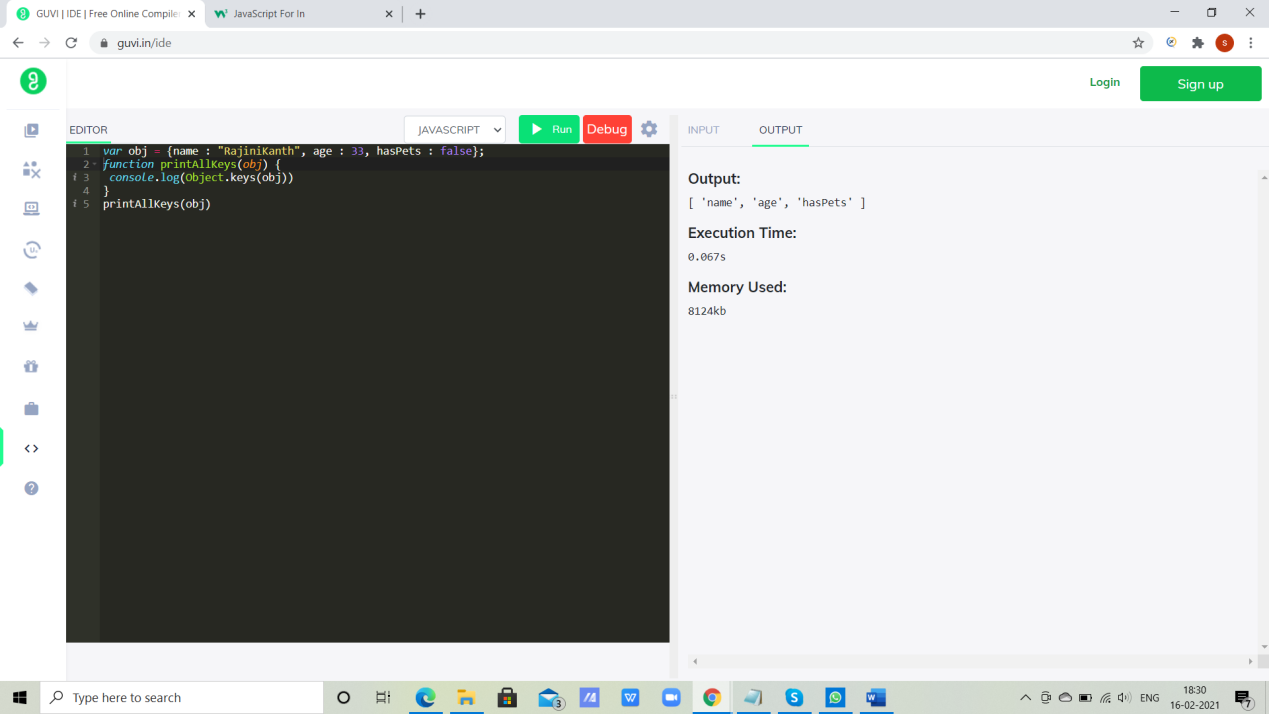 GUVI | IDE | Free Online Compile
JavaScript For In
guvi.in/ide
s
Login
Sign up
EDITOR
JAVASCRIPT
Run
Debug
INPUT
OUTPUT
1 var obj = {name : "RajiniKanth", age : 33, hasPets : false};
2 function printAllKeys(obj) {
i 3 console.log(Object.keys(obj))
4 }
i 5 printAllKeys(obj)
Output:
[ 'name', 'age', 'hasPets' ]
Execution Time:
0.067s
Memory Used:
8124kb
Type here to search
3
ENG
18:30
16-02-2021
7